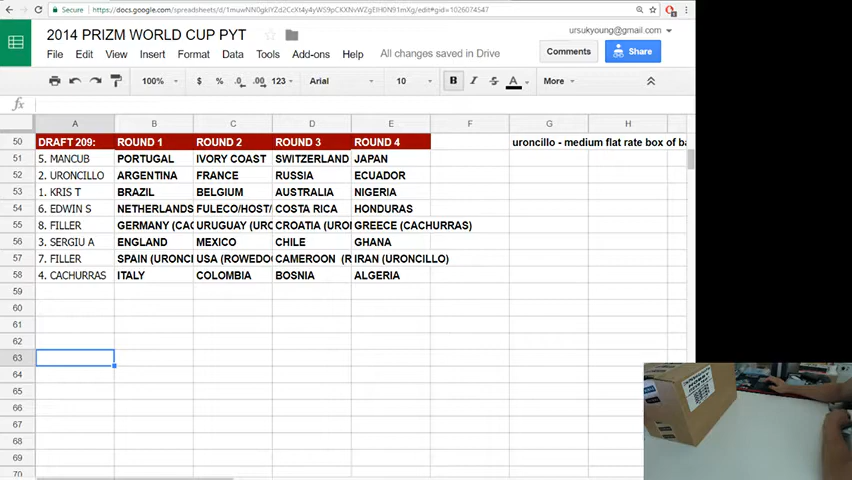 Secure https://docs.google.com/spreadsheets/d/
2014 PRIZM WORLD CUP PYT
ursukyoung@gmail.com
File Edit View Insert Format Data Tools Add-ons Help All changes saved in Drive
Comments Share
100% $ % .0 .00 123 Arial 10 B I S A More
fx
A B C D E F G H
50 DRAFT 209: ROUND 1 ROUND 2 ROUND 3 ROUND 4 uroncillo - medium flat rate box of ba
51 5. MANCUB PORTUGAL IVORY COAST SWITZERLAND JAPAN
52 2. URONCILLO ARGENTINA FRANCE RUSSIA ECUADOR
53 1. KRIS T BRAZIL BELGIUM AUSTRALIA NIGERIA
54 6. EDWIN S NETHERLANDS FULECO/HOST/ COSTA RICA HONDURAS
55 8. FILLER GERMANY (CAC URUGUAY (URO CROATIA (URO GREECE (CACHURRAS)
56 3. SERGIU A ENGLAND MEXICO CHILE GHANA
57 7. FILLER SPAIN (URONCI USA (ROWEDO CAMEROON (R IRAN (URONCILLO)
58 4. CACHURRAS ITALY COLOMBIA BOSNIA ALGERIA
59
60
61
62
63
64
65
66
67
68
69
70